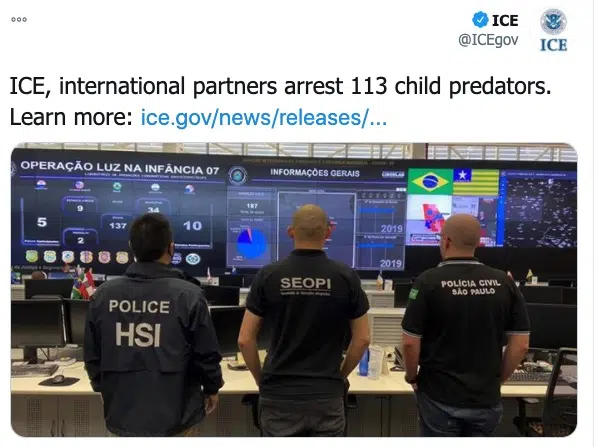 ICE
@ICEgov
ICE
ICE, international partners arrest 113 child predators.
Learn more: ice.gov/news/releases/...
OPERAÇÃO LUZ NA INFÂNCIA 07
INFORMAÇÕES GERAIS
5
9
34
137
10
2
187
2019
2019
POLICE
HSI
SEOPI
POLÍCIA CIVIL
SÃO PAULO